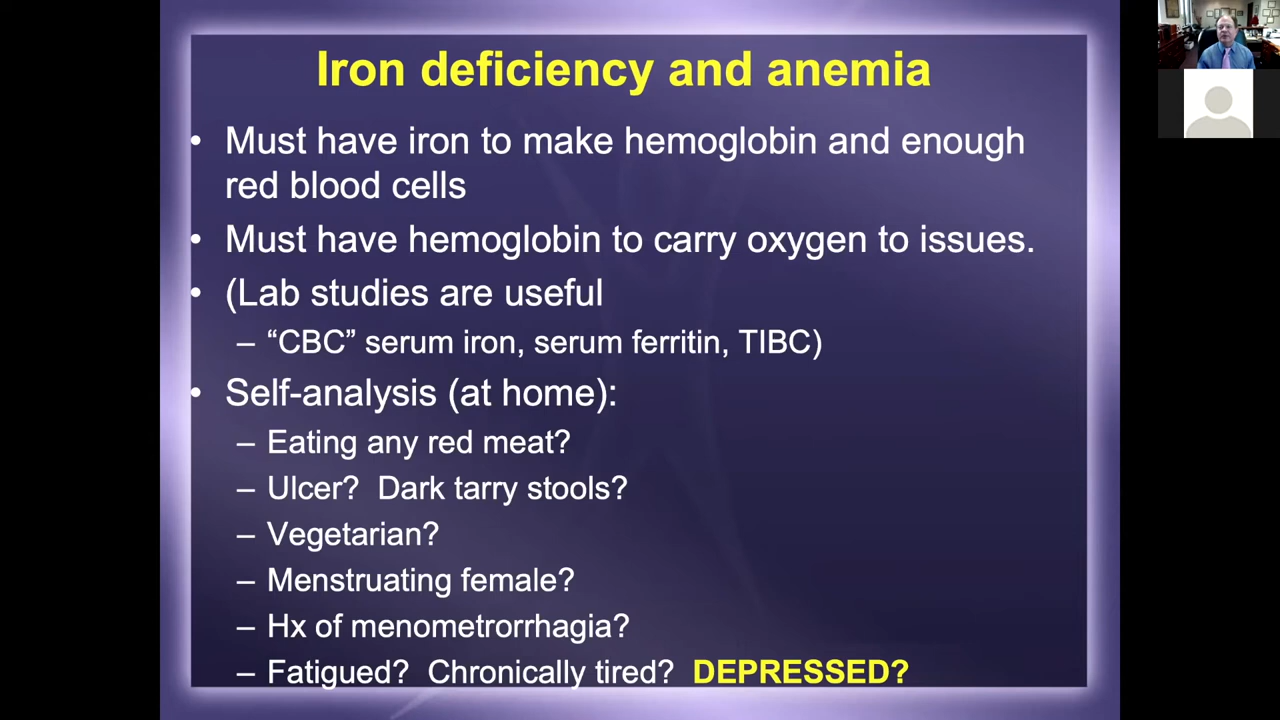 Iron deficiency and anemia
• Must have iron to make hemoglobin and enough
red blood cells
• Must have hemoglobin to carry oxygen to issues.
• (Lab studies are useful
– “CBC” serum iron, serum ferritin, TIBC)
• Self-analysis (at home):
– Eating any red meat?
– Ulcer? Dark tarry stools?
– Vegetarian?
– Menstruating female?
– Hx of menometrorrhagia?
– Fatigued? Chronically tired? DEPRESSED?